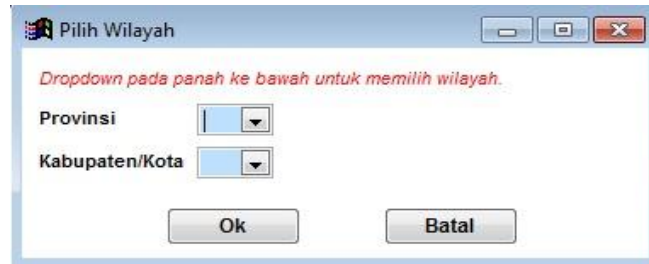 Pilih Wilayah
Dropdown pada panah ke bawah untuk memilih wilayah.
Provinsi
Kabupaten/Kota
Ok Batal